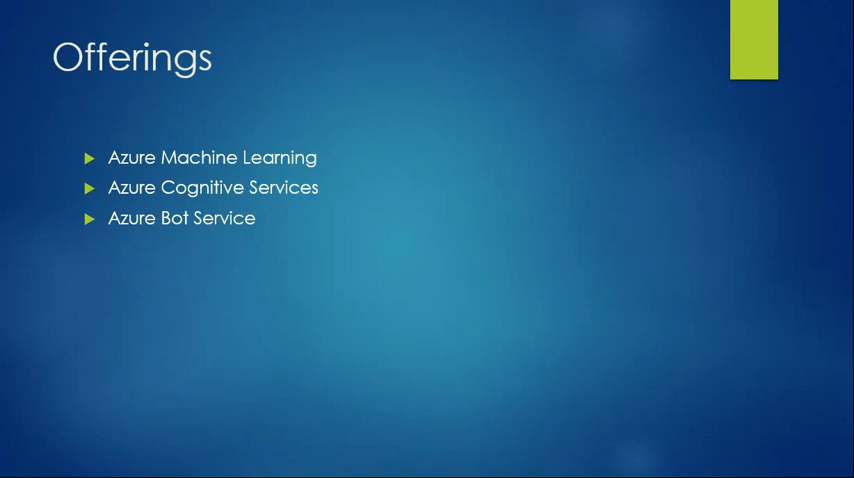 Offerings
Azure Machine Learning
Azure Cognitive Services
Azure Bot Service